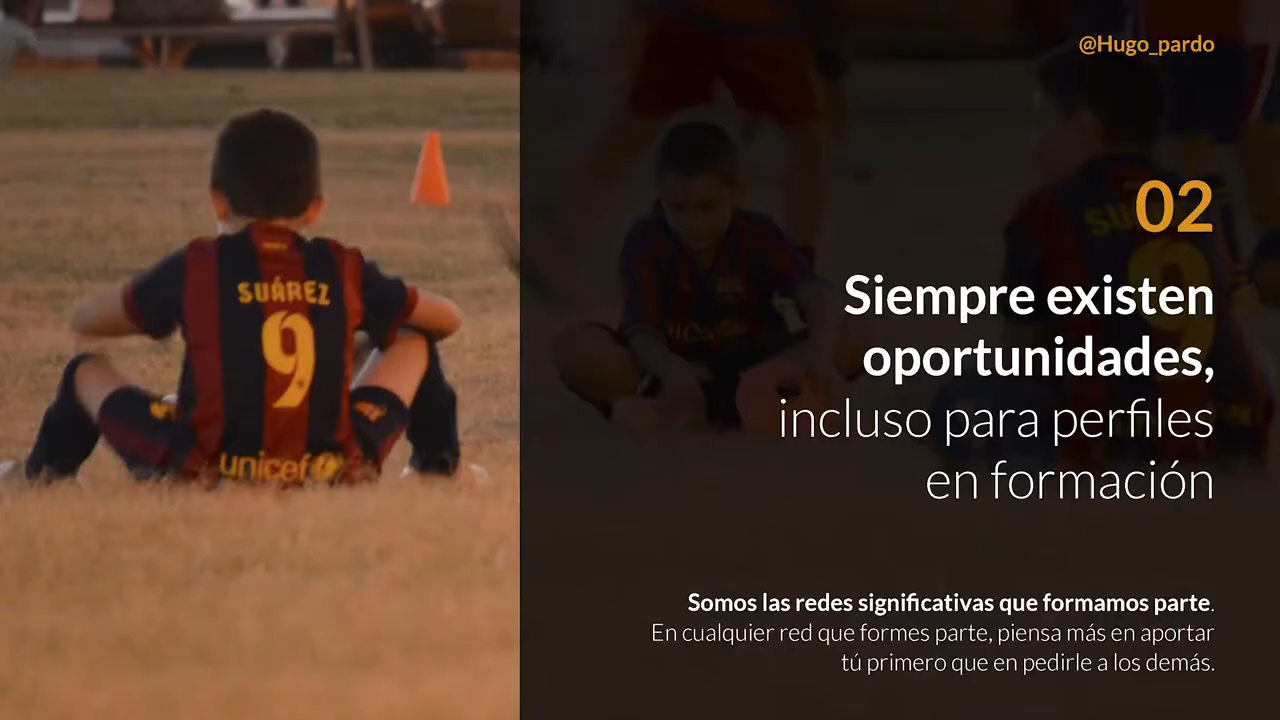 @Hugo_pardo
02
SUÁREZ
9
unicef
Siempre existen
oportunidades,
incluso para perfiles
en formación
Somos las redes significativas que formamos parte.
En cualquier red que formes parte, piensa más en aportar
tú primero que en pedirle a los demás.